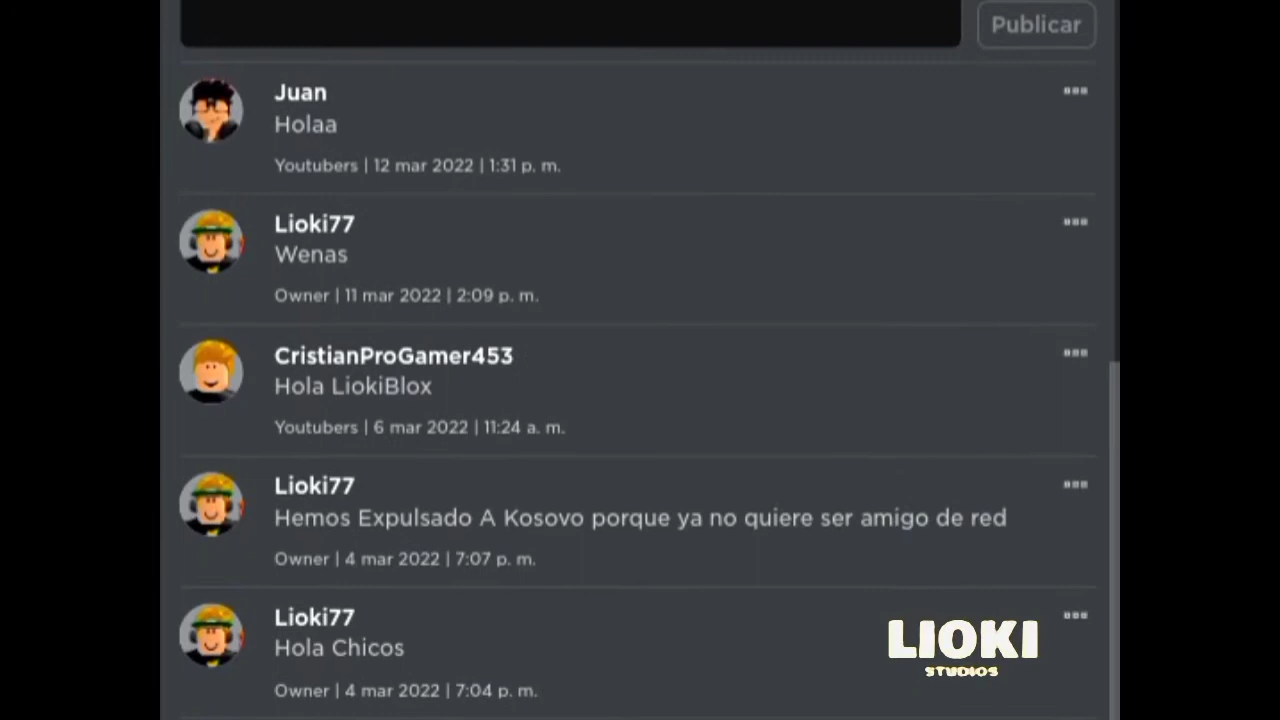 Publicar
Juan
Holaa
Youtubers | 12 mar 2022 | 1:31 p. m.
Lioki77
Wenas
Owner | 11 mar 2022 | 2:09 p. m.
CristianProGamer453
Hola LiokiBlox
Youtubers | 6 mar 2022 | 11:24 a. m.
Lioki77
Hemos Expulsado A Kosovo porque ya no quiere ser amigo de red
Owner | 4 mar 2022 | 7:07 p. m.
Lioki77
Hola Chicos
Owner | 4 mar 2022 | 7:04 p. m.
LIOKI
STUDIOS